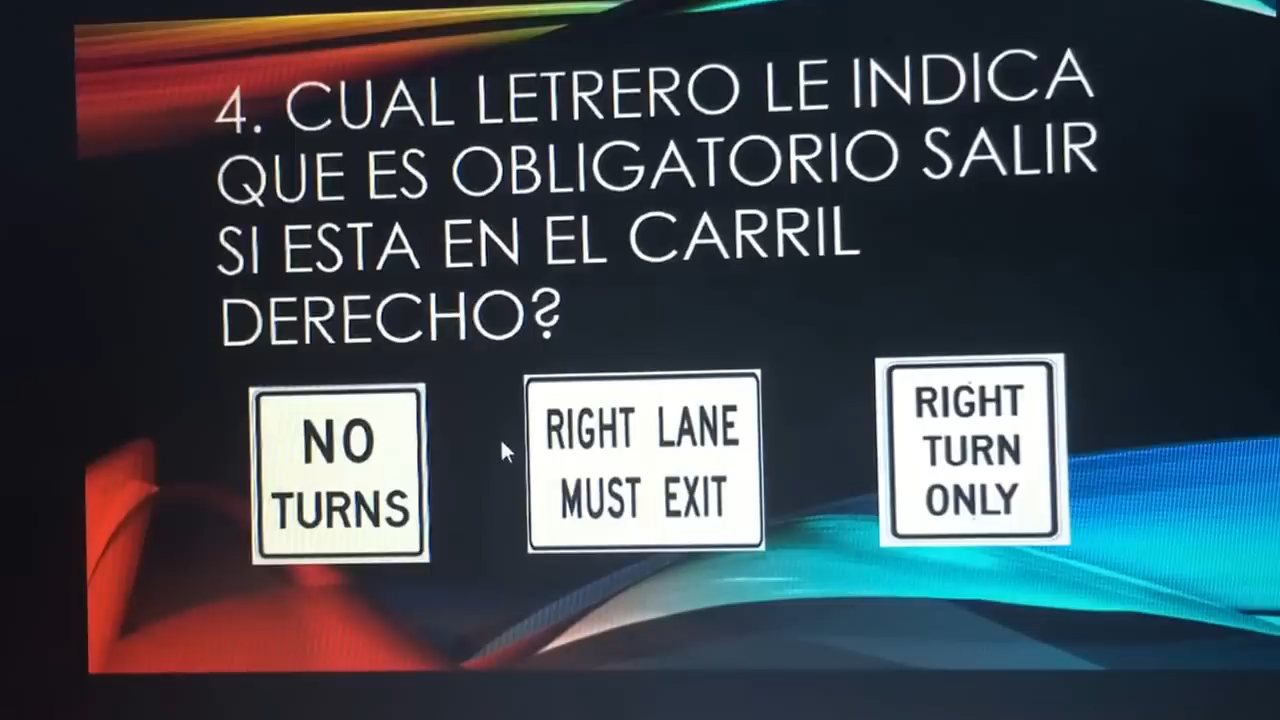 4. CUAL LETRERO LE INDICA
QUE ES OBLIGATORIO SALIR
SI ESTA EN EL CARRIL
DERECHO?
NO
TURNS
RIGHT LANE
MUST EXIT
RIGHT
TURN
ONLY